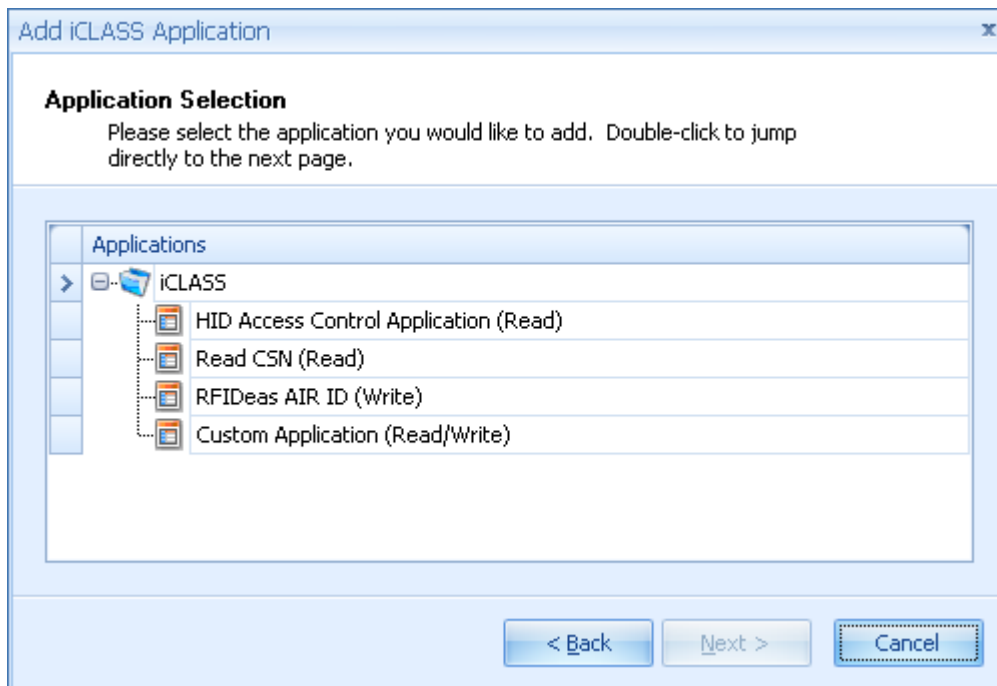 Add iCLASS Application
x
Application Selection
Please select the application you would like to add.  Double-click to jump
directly to the next page.
Applications
iCLASS
HID Access Control Application (Read)
Read CSN (Read)
RFIDeas AIR ID (Write)
Custom Application (Read/Write)
< Back
Next >
Cancel